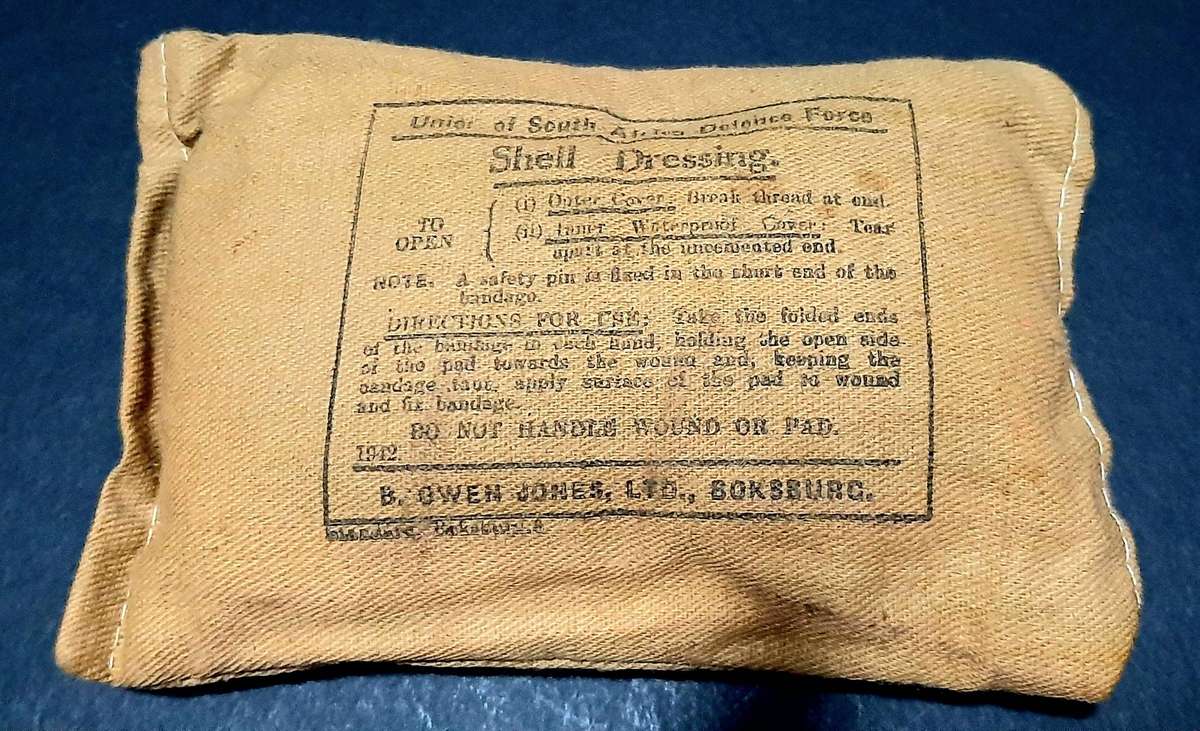 Union of South Africa Defence Force
Shell Dressing.
TO OPEN
(i) Outer Cover: Break thread at end.
(ii) Inner Waterproof Cover: Tear
apart at the uncemented end.
NOTE. A safety pin is fixed in the short end of the
bandage.
DIRECTIONS FOR USE: Take the folded ends
of the bandage in each hand, holding the open side
of the pad towards the wound and, keeping the
bandage taut, apply surface of the pad to wound
and fix bandage.
DO NOT HANDLE WOUND OR PAD.
1942
B. OWEN JONES, LTD., BOKSBURG.